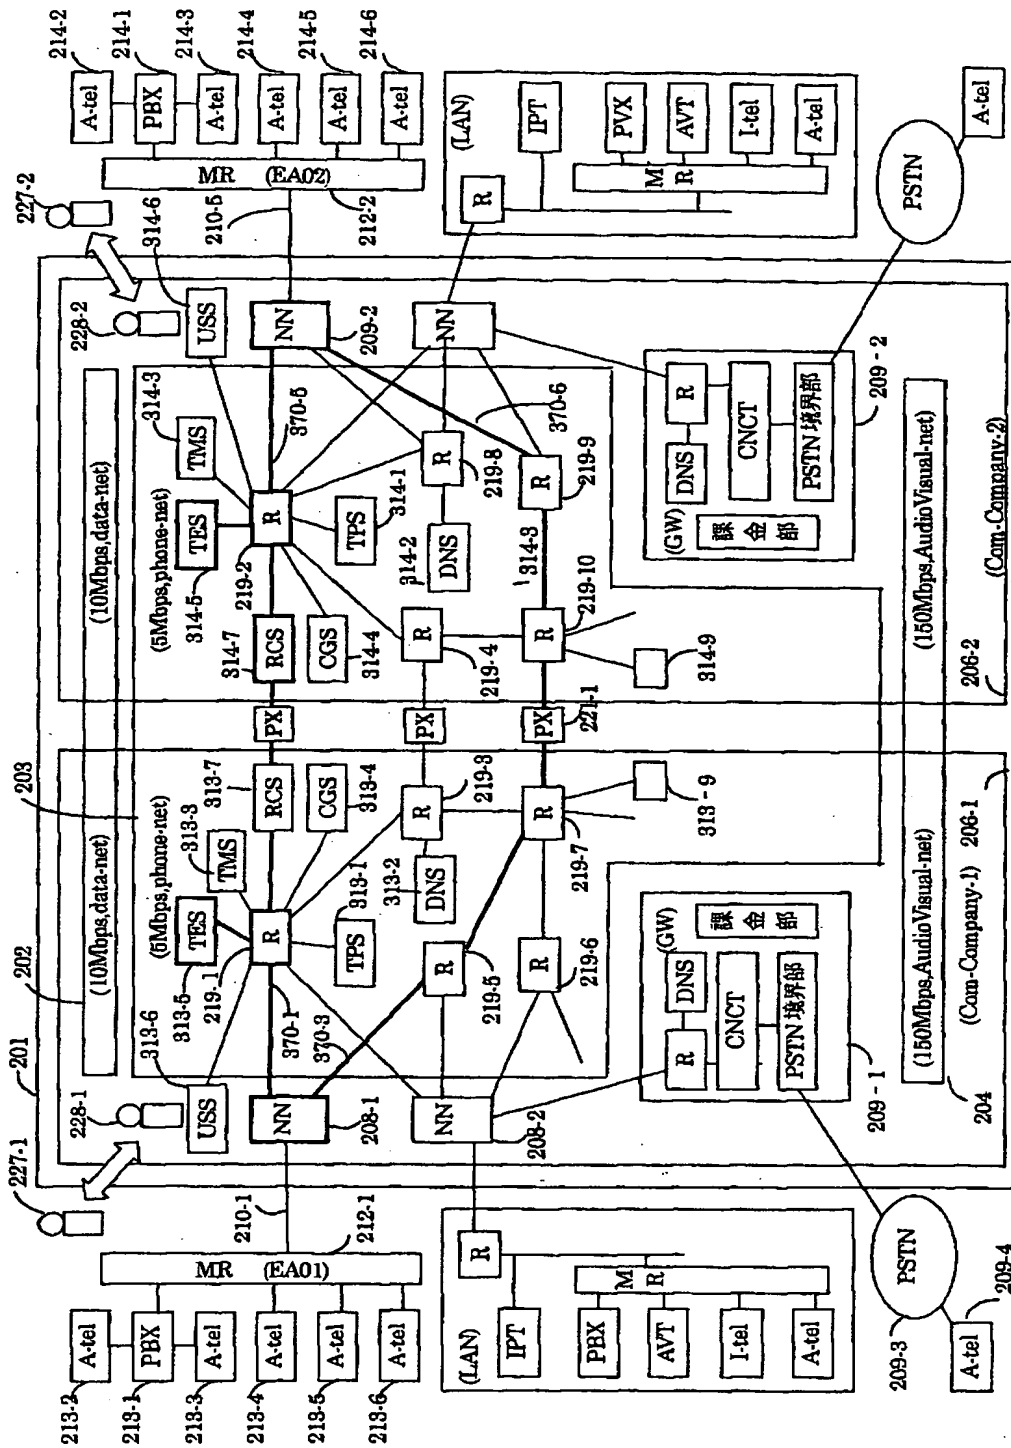 227-1
228-1
313-6
USS
201
202
(10Mbps,data-net)
(10Mbps,data-net)
203
228-2
227-2
314-6
USS
213-2
A-tel
213-1
PBX
213-3
A-tel
213-4
A-tel
213-5
A-tel
213-6
A-tel
MR (EA01)
210-1
212-1
NN
208-1
313-5
TES
219-1
(5Mbps,phone-net)
313-3
TMS
R
370-1
370-3
TPS
313-1
RCS
313-7
CGS
313-4
PX
314-7
RCS
314-4
CGS
314-5
TES
219-2
(5Mbps,phone-net)
TMS
314-3
R
370-5
TPS
314-1
NN
209-2
210-5
212-2
MR (EA02)
A-tel
214-2
PBX
214-1
A-tel
214-3
A-tel
214-4
A-tel
214-5
A-tel
214-6
(LAN)
R
IPT
PBX
AVT
I-tel
A-tel
MR
NN
208-2
R
219-5
R
219-6
DNS
313-2
R
219-3
R
219-7
313-9
PX
PX
221-1
R
219-4
R
219-10
314-9
DNS
314-2
R
219-8
314-3
R
219-9
370-6
NN
(LAN)
R
IPT
PVX
AVT
I-tel
A-tel
MR
(GW)
R
DNS
CNCT
PSTN境界部
課金部
209-1
(GW)
DNS
R
CNCT
PSTN境界部
課金部
209-2
PSTN
209-3
A-tel
209-4
PSTN
A-tel
204
(150Mbps,AudioVisual-net)
(150Mbps,AudioVisual-net)
(Com-Company-1)
206-1
206-2
(Com-Company-2)